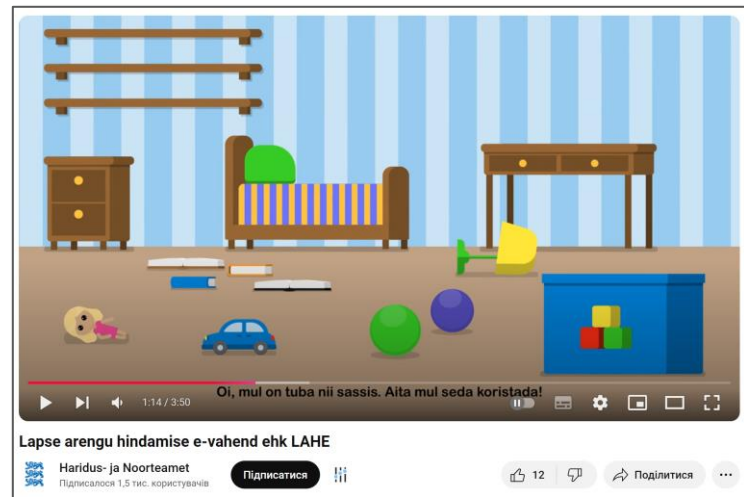 Oi, mul on tuba nii sassis. Aita mul seda koristada!
1:14 / 3:50
Lapse arengu hindamise e-vahend ehk LAHE
Haridus- ja Noorteamet
Підписалося 1,5 тис. користувачів
Підписатися
12
Поділитися